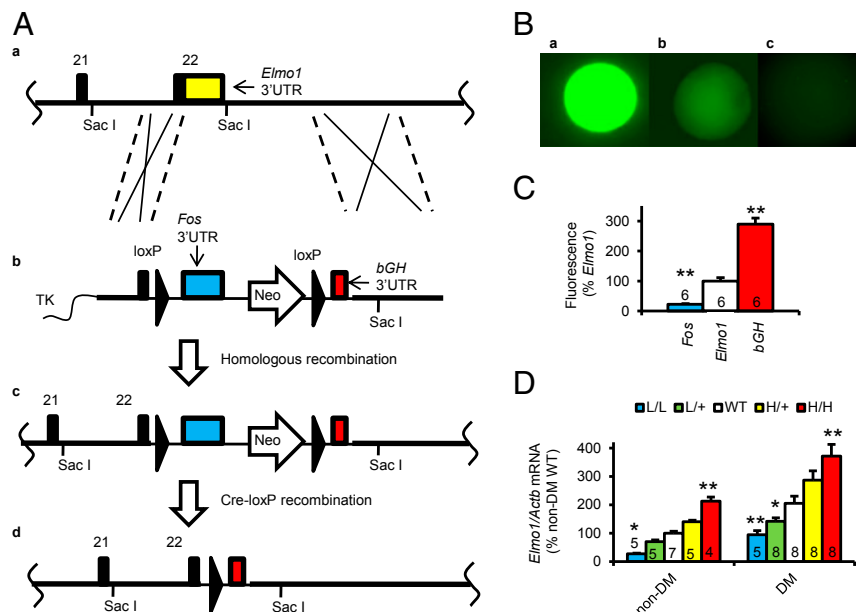 A
a
21
22
Elmo1
3'UTR
Sac I
Sac I
Fos
3'UTR
loxP
loxP
b
bGH
3'UTR
TK
Neo
Sac I
Homologous recombination
c
21
22
Neo
Sac I
Sac I
Cre-loxP recombination
d
21
22
Sac I
Sac I
B
a
b
c
C
Fluorescence
(% Elmo1)
300
200
100
0
**
6
6
**
6
Fos
Elmo1
bGH
D
L/L
L/+
WT
H/+
H/H
Elmo1/Actb mRNA
(% non-DM WT)
400
300
200
100
0
*
5
5
7
5
**
4
**
5
*
8
8
8
**
8
non-DM
DM